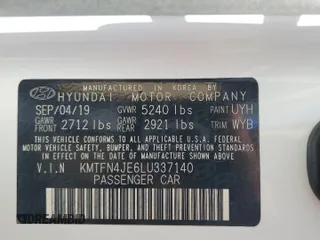 MANUFACTURED IN KOREA BY
HYUNDAI MOTOR COMPANY
SEP/04/19 GVWR 5240 lbs PAINT UYH
GAWR FRONT 2712 lbs GAWR REAR 2921 lbs TRIM WYB
THIS VEHICLE CONFORMS TO ALL APPLICABLE
FEDERAL MOTOR VEHICLE SAFETY, BUMPER,
AND THEFT PREVENTION STANDARDS IN EFFECT
ON THE DATE OF MANUFACTURE SHOWN ABOVE.
V.I.N KMTFN4JE6LU337140
PASSENGER CAR
DREAMBID